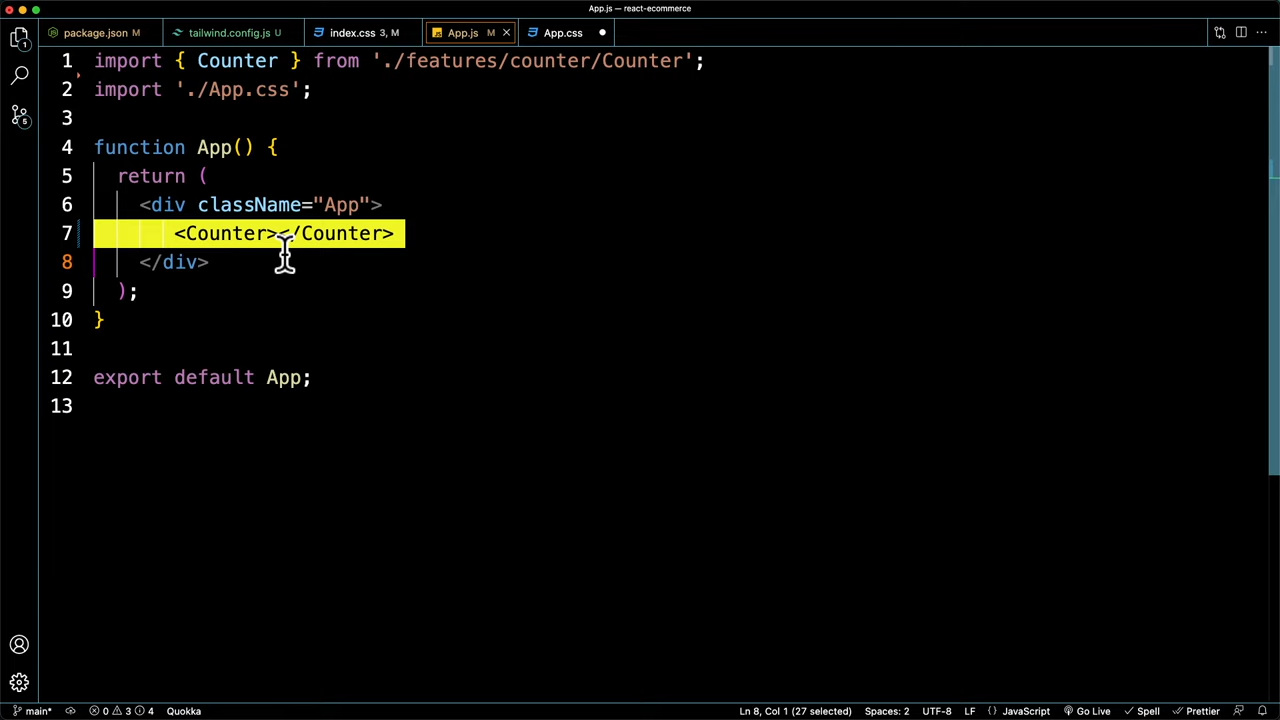 App.js — react-ecommerce
package.json M
tailwind.config.js U
index.css 3, M
App.js M
App.css
1 import { Counter } from './features/counter/Counter';
2 import './App.css';
3
4 function App() {
5 return (
6 <div className="App">
7 <Counter></Counter>
8 </div>
9 );
10 }
11
12 export default App;
13
1
5
main*
0 3 4
Quokka
Ln 8, Col 1 (27 selected)
Spaces: 2
UTF-8
LF
{} JavaScript
Go Live
Spell
Prettier